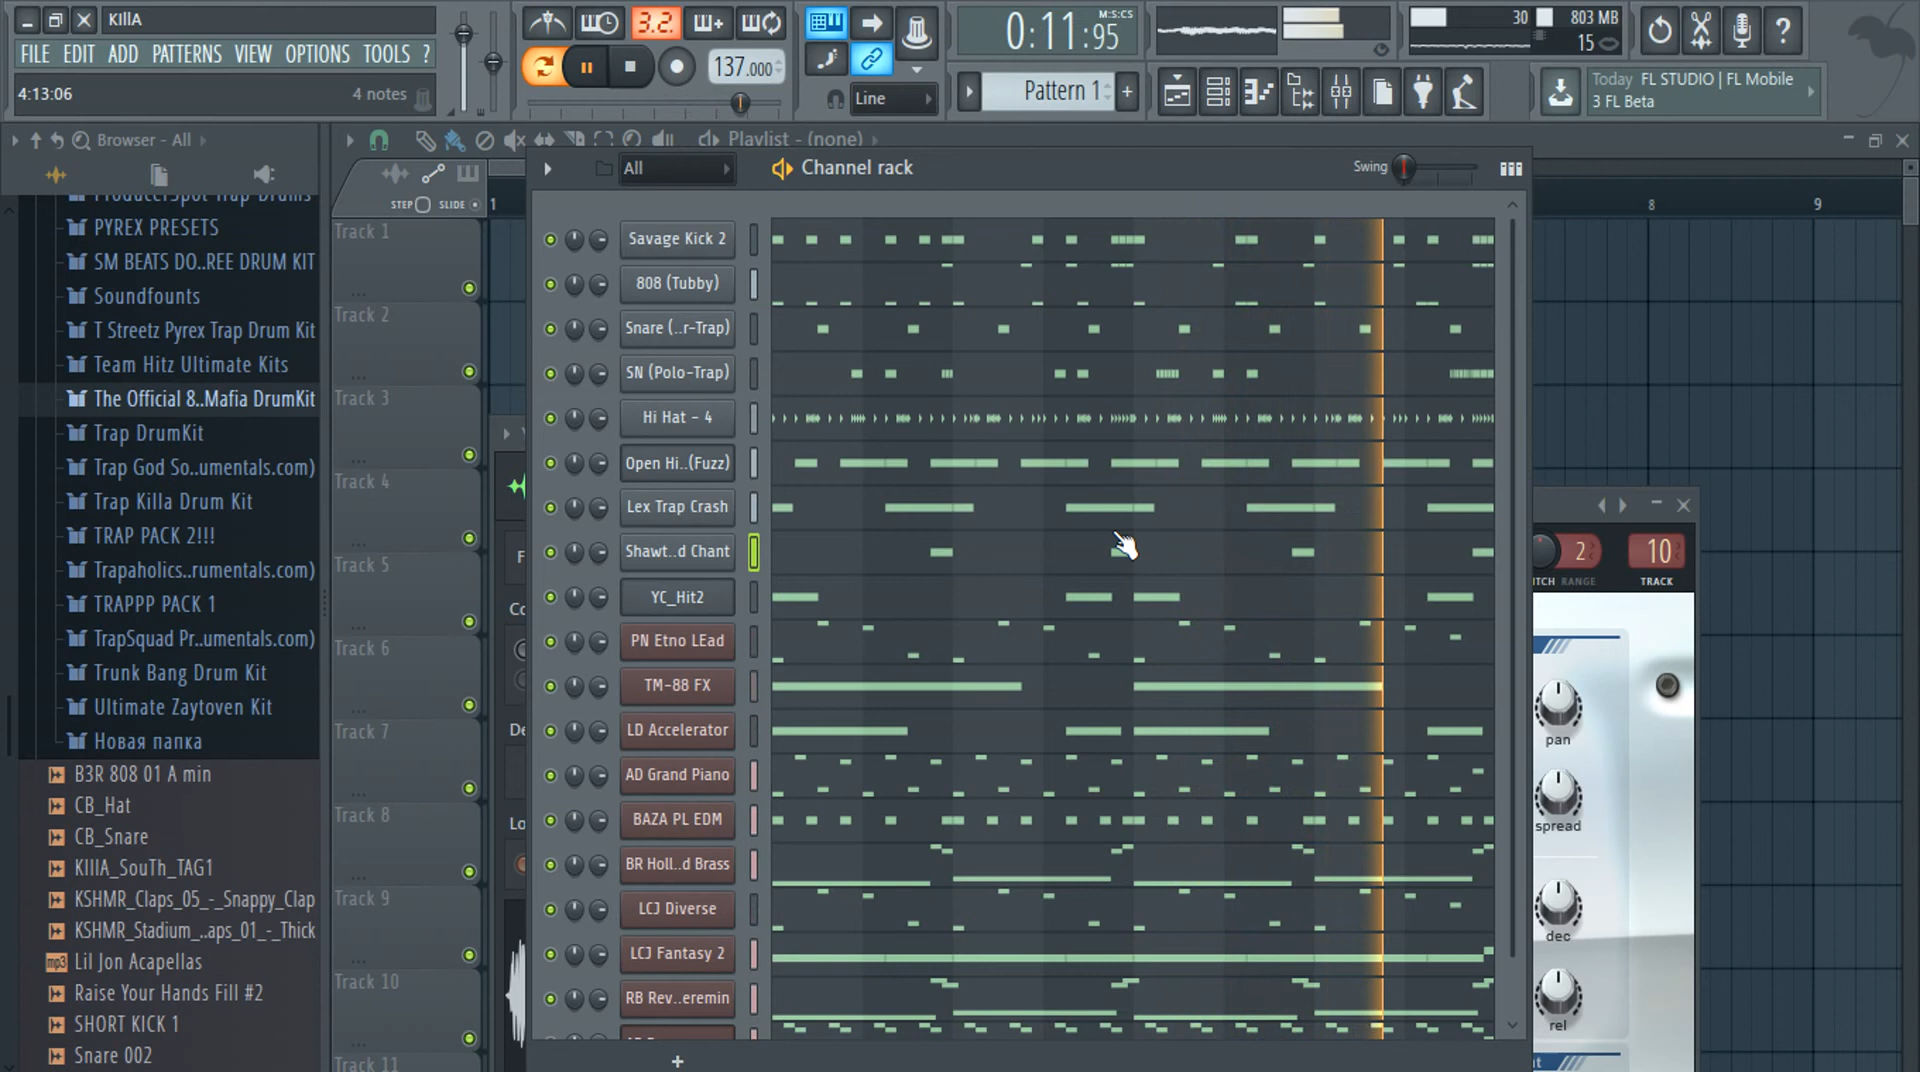 KIllA
FILE EDIT ADD PATTERNS VIEW OPTIONS TOOLS ?
4:13:06 4 notes
3.2.
137.000
0:11:95 M:S:CS
Line
Pattern 1 +
30 803 MB
15
?
Today FL STUDIO | FL Mobile
3 FL Beta
Browser - All
Playlist - (none)
All
Channel rack
Swing
STEP SLIDE
1 8 9
PYREX PRESETS
SM BEATS DO..REE DRUM KIT
Soundfounts
T Streetz Pyrex Trap Drum Kit
Team Hitz Ultimate Kits
The Official 8..Mafia DrumKit
Trap DrumKit
Trap God So..umentals.com)
Trap Killa Drum Kit
TRAP PACK 2!!!
Trapaholics..rumentals.com)
TRAPPP PACK 1
TrapSquad Pr..umentals.com)
Trunk Bang Drum Kit
Ultimate Zaytoven Kit
Новая папка
B3R 808 01 A min
CB_Hat
CB_Snare
KIllA_SouTh_TAG1
KSHMR_Claps_05_-_Snappy_Clap
KSHMR_Stadium_..aps_01_-_Thick
Lil Jon Acapellas
Raise Your Hands Fill #2
SHORT KICK 1
Snare 002
mp3
Track 1
Track 2
Track 3
Track 4
Track 5
Track 6
Track 7
Track 8
Track 9
Track 10
Track 11
Savage Kick 2
808 (Tubby)
Snare (..r-Trap)
SN (Polo-Trap)
Hi Hat - 4
Open Hi..(Fuzz)
Lex Trap Crash
Shawt..d Chant
YC_Hit2
PN Etno LEad
TM-88 FX
LD Accelerator
AD Grand Piano
BAZA PL EDM
BR Holl..d Brass
LCJ Diverse
LCJ Fantasy 2
RB Rev..eremin
+
2 10
RANGE TRACK
pan
spread
dec
rel